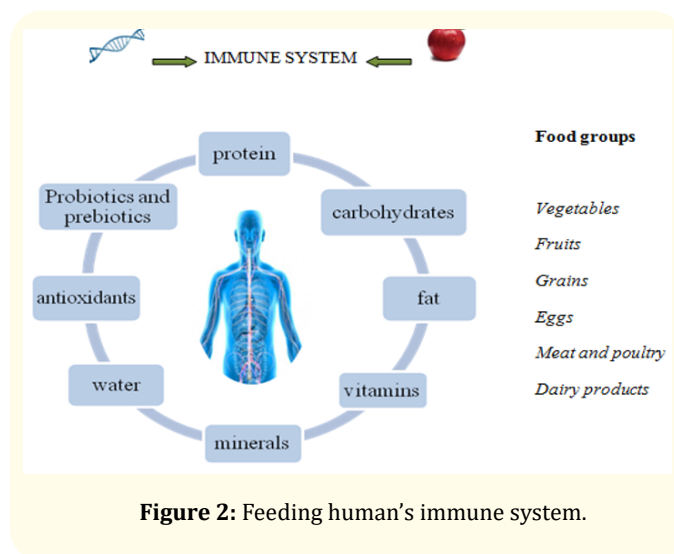 IMMUNE SYSTEM
protein
carbohydrates
fat
vitamins
minerals
water
antioxidants
Probiotics and
prebiotics
Food groups
Vegetables
Fruits
Grains
Eggs
Meat and poultry
Dairy products
Figure 2: Feeding human's immune system.